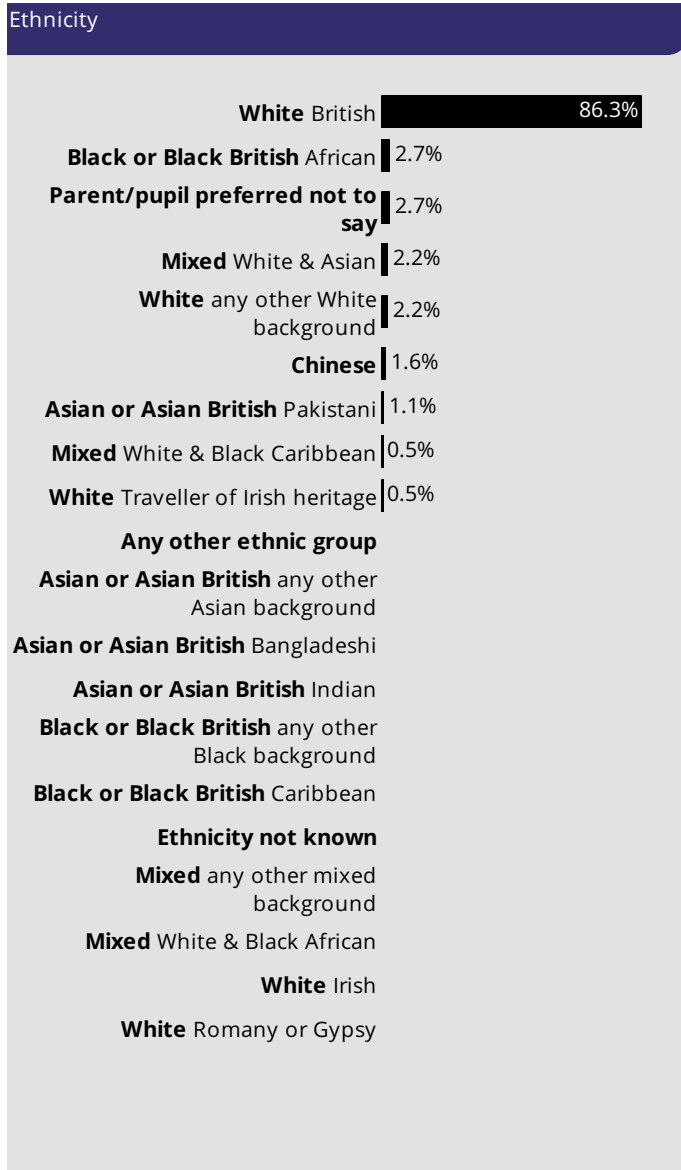 Ethnicity
White British 86.3%
Black or Black British African 2.7%
Parent/pupil preferred not to
say 2.7%
Mixed White & Asian 2.2%
White any other White
background 2.2%
Chinese 1.6%
Asian or Asian British Pakistani 1.1%
Mixed White & Black Caribbean 0.5%
White Traveller of Irish heritage 0.5%
Any other ethnic group
Asian or Asian British any other
Asian background
Asian or Asian British Bangladeshi
Asian or Asian British Indian
Black or Black British any other
Black background
Black or Black British Caribbean
Ethnicity not known
Mixed any other mixed
background
Mixed White & Black African
White Irish
White Romany or Gypsy